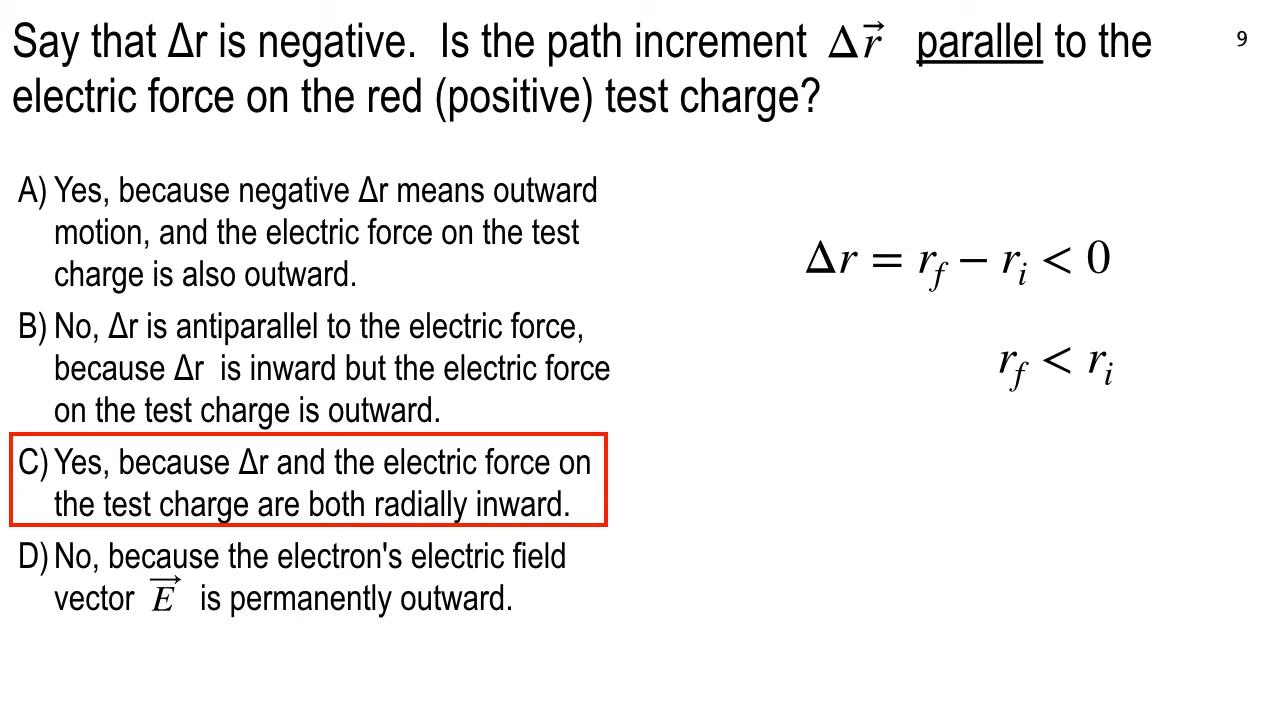 Say that Δr is negative.  Is the path increment Δr⃗ parallel to the
9
electric force on the red (positive) test charge?
A) Yes, because negative Δr means outward
motion, and the electric force on the test
charge is also outward.
B) No, Δr is antiparallel to the electric force,
because Δr  is inward but the electric force
on the test charge is outward.
C) Yes, because Δr and the electric force on
the test charge are both radially inward.
D) No, because the electron's electric field
vector E⃗ is permanently outward.
Δr = r_f − r_i < 0
r_f < r_i